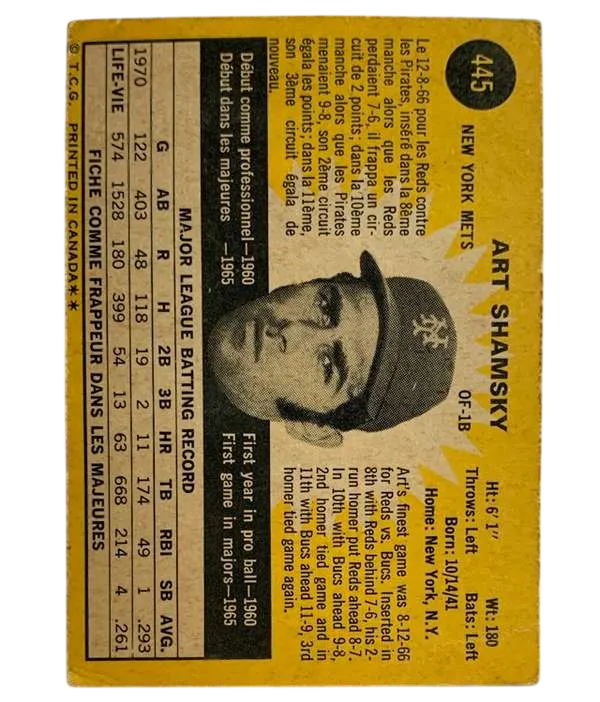 445
ART SHAMSKY
NEW YORK METS
OF-1B
Ht: 6' 1" Wt: 180
Throws: Left Bats: Left
Born: 10/14/41
Home: New York, N.Y.
Le 12-8-66 pour les Reds contre
les Pirates, inséré dans la 8ème
manche alors que les Reds
perdaient 7-6, il frappa un cir-
cuit de 2 points; dans la 10ème
manche alors que les Pirates
menaient 9-8, son 2ème circuit
égala les points; dans la 11ème,
son 3ème circuit égala de
nouveau.
Art's finest game was 8-12-66
for Reds vs. Bucs. Inserted in
8th with Reds behind 7-6, his 2-
run homer put Reds ahead 8-7.
In 10th with Bucs ahead 9-8,
2nd homer tied game and in
11th with Bucs ahead 11-9, 3rd
homer tied game again.
Début comme professionnel—1960
Début dans les majeures —1965
First year in pro ball—1960
First game in majors—1965
MAJOR LEAGUE BATTING RECORD
G AB R H 2B 3B HR TB RBI SB AVG.
1970 122 403 48 118 19 2 11 174 49 1 .293
LIFE-VIE 574 1528 180 399 54 13 63 668 214 4 .261
FICHE COMME FRAPPEUR DANS LES MAJEURES
© T.C.G. PRINTED IN CANADA**